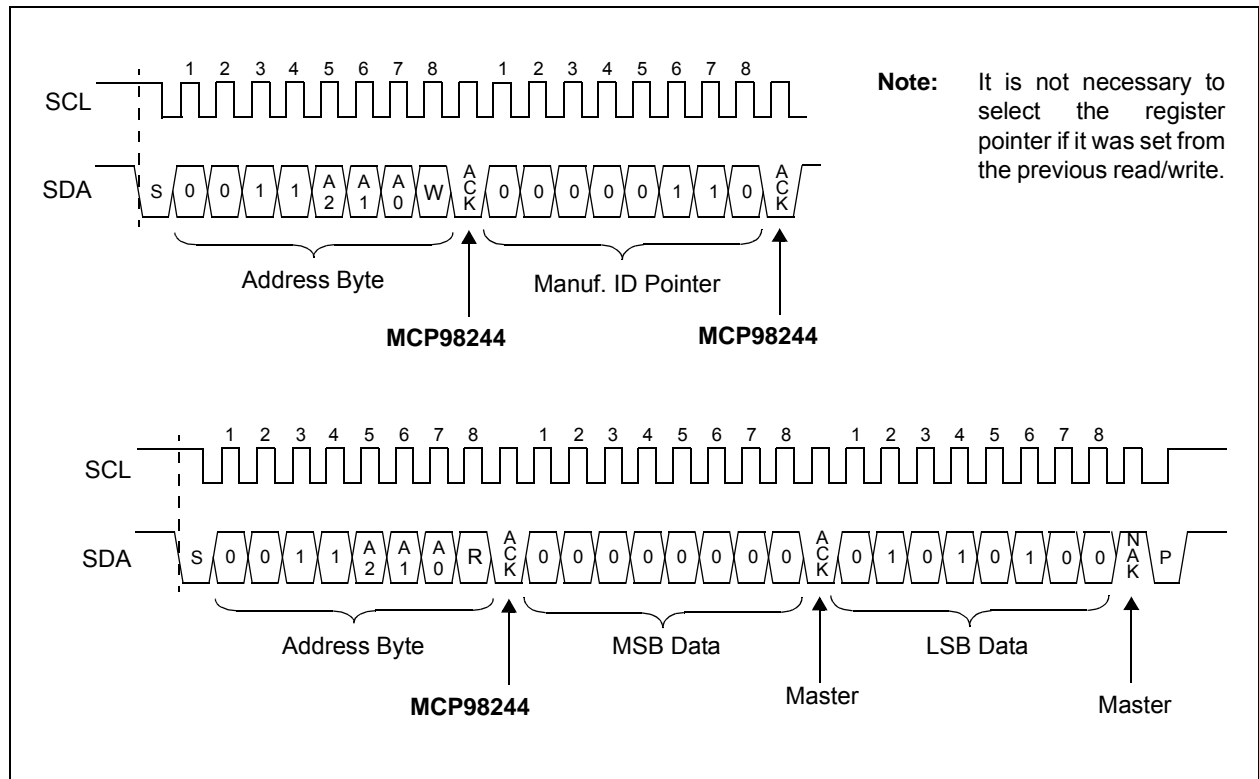 1 2 3 4 5 6 7 8 1 2 3 4 5 6 7 8
SCL
SDA
S 0 0 1 1 A2 A1 A0 W ACK 0 0 0 0 0 1 1 0 ACK
Address Byte
Manuf. ID Pointer
MCP98244
MCP98244
Note: It is not necessary to
select the register
pointer if it was set from
the previous read/write.
1 2 3 4 5 6 7 8 1 2 3 4 5 6 7 8 1 2 3 4 5 6 7 8
SCL
SDA
S 0 0 1 1 A2 A1 A0 R ACK 0 0 0 0 0 0 0 0 ACK 0 1 0 1 0 1 0 0 NAK P
Address Byte
MSB Data
LSB Data
MCP98244
Master
Master